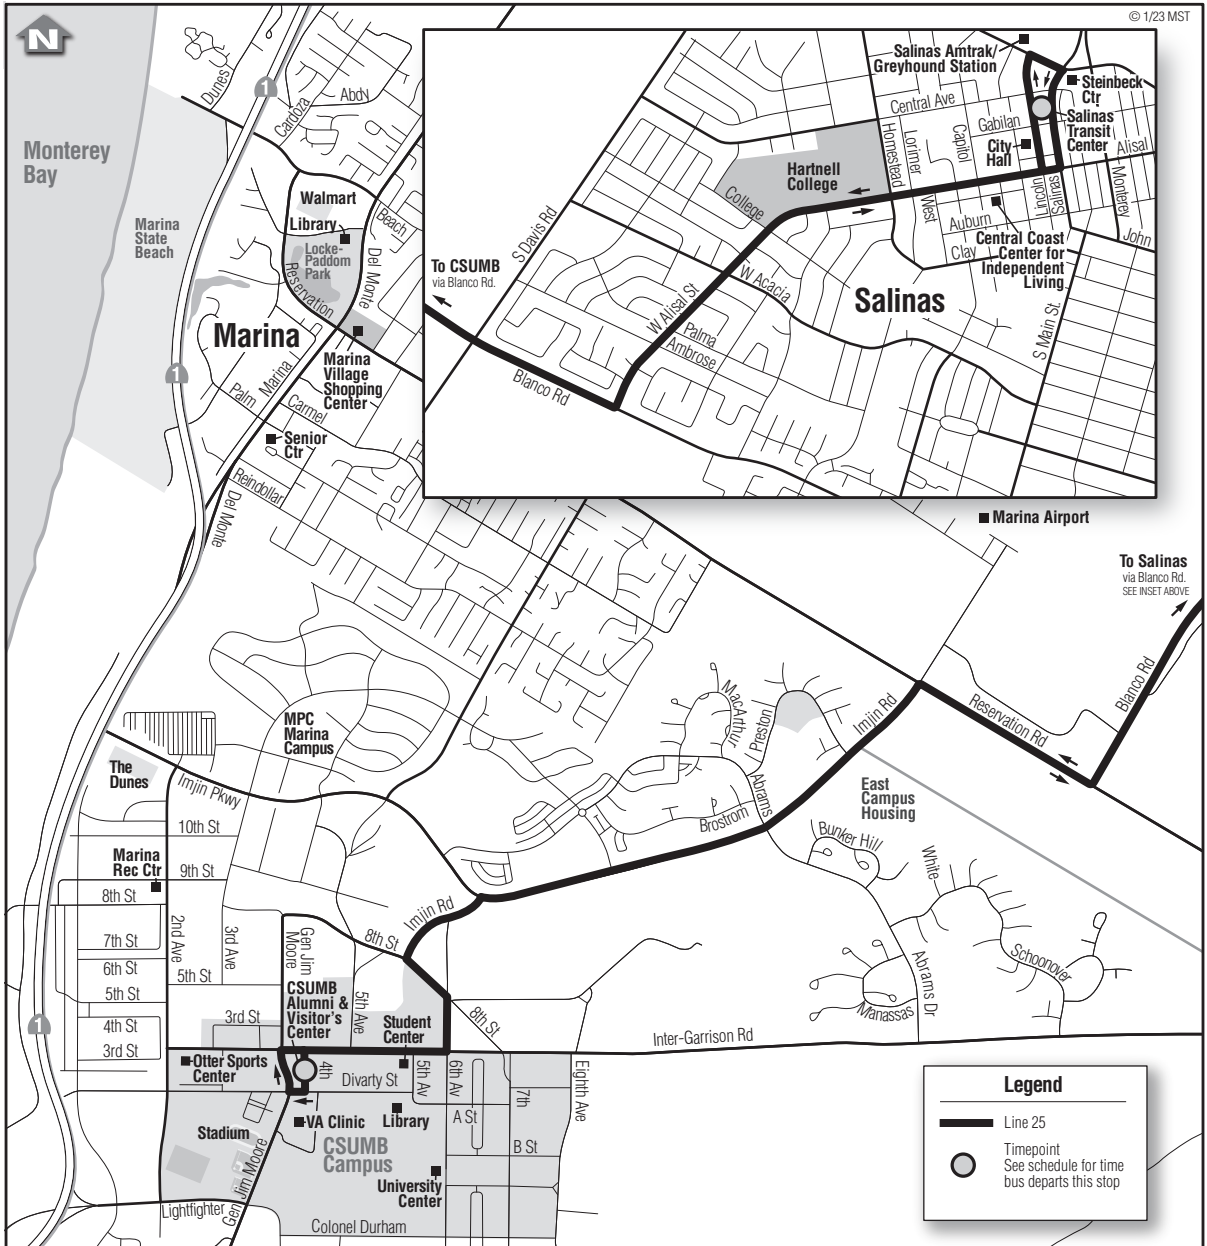 © 1/23 MST
N
Monterey
Bay
Marina
State
Beach
Dunes
1
Cardoza
Abdy
Walmart
Library
Locke-
Paddom
Park
Reservation
Beach
Del Monte
Marina
Marina
Village
Shopping
Center
1
Palm
Marina
Carmel
Senior
Ctr
Reindollar
Del Monte
Salinas Amtrak/
Greyhound Station
Steinbeck
Ctr
Central Ave
Salinas
Transit
Center
Gabilan
City
Hall
Alisal
Homestead
Lorimer
Capitol
Hartnell
College
College
West
Lincoln
Salinas
Monterey
Auburn
Clay
John
Central Coast
Center for
Independent
Living
S Davis Rd
To CSUMB
via Blanco Rd.
W Acacia
W Alisal St
Salinas
Palma
Ambrose
S Main St.
Blanco Rd
Marina Airport
To Salinas
via Blanco Rd.
SEE INSET ABOVE
Blanco Rd
Reservation Rd
Imjin Rd
MacArthur
Preston
Abrams
Brostrom
East
Campus
Housing
Bunker Hill
White
Schoonover
Manassas
Abrams Dr
MPC
Marina
Campus
The
Dunes
Imjin Pkwy
10th St
Marina
Rec Ctr
9th St
8th St
7th St
6th St
5th St
4th St
3rd St
2nd Ave
3rd Ave
5th St
3rd St
Gen Jim
Moore
8th St
Imjin Rd
CSUMB
Alumni &
Visitor's
Center
5th Ave
Student
Center
8th St
Inter-Garrison Rd
1
Otter Sports
Center
4th
Divarty St
5th Av
6th Av
7th
Eighth Ave
VA Clinic
Library
A St
B St
Stadium
CSUMB
Campus
University
Center
Gen Jim Moore
Lightfighter
Colonel Durham
Legend
Line 25
Timepoint
See schedule for time
bus departs this stop